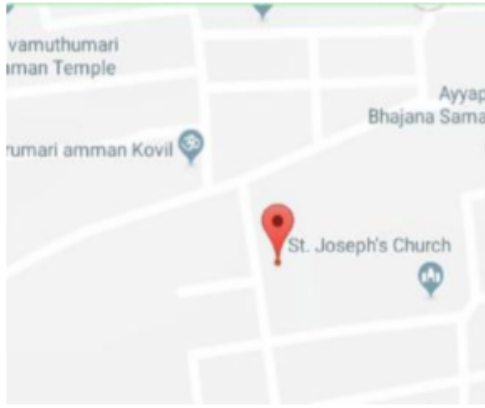 vamuthumari
man Temple
Ayyap
Bhajana Sama
rumari amman Kovil
St. Joseph's Church